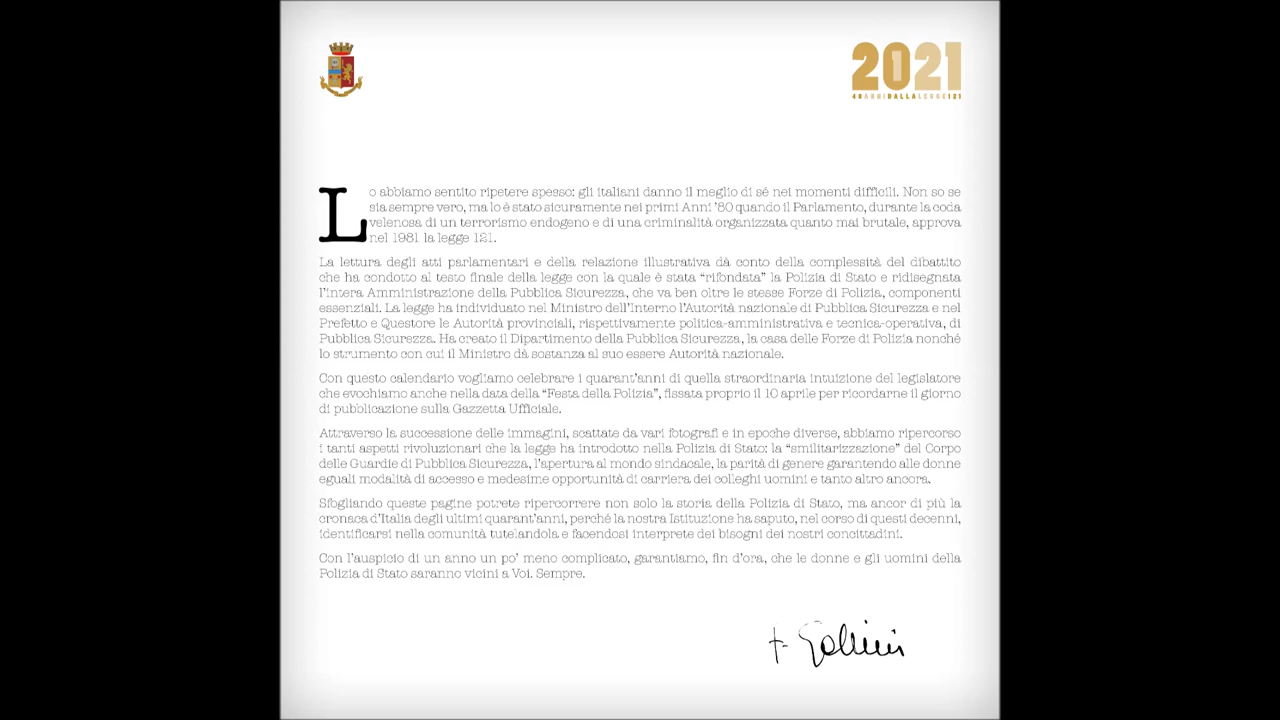 2021
40ANNIDALLALEGGE121
Lo abbiamo sentito ripetere spesso: gli italiani danno il meglio di sé nei momenti difficili. Non so se
sia sempre vero, ma lo è stato sicuramente nei primi Anni '80 quando il Parlamento, durante la coda
velenosa di un terrorismo endogeno e di una criminalità organizzata quanto mai brutale, approva
nel 1981 la legge 121.
La lettura degli atti parlamentari e della relazione illustrativa dà conto della complessità del dibattito
che ha condotto al testo finale della legge con la quale è stata “rifondata” la Polizia di Stato e ridisegnata
l'intera Amministrazione della Pubblica Sicurezza, che va ben oltre le stesse Forze di Polizia, componenti
essenziali. La legge ha individuato nel Ministro dell'Interno l'Autorità nazionale di Pubblica Sicurezza e nel
Prefetto e Questore le Autorità provinciali, rispettivamente politica-amministrativa e tecnica-operativa, di
Pubblica Sicurezza. Ha creato il Dipartimento della Pubblica Sicurezza, la casa delle Forze di Polizia nonché
lo strumento con cui il Ministro dà sostanza al suo essere Autorità nazionale.
Con questo calendario vogliamo celebrare i quarant'anni di quella straordinaria intuizione del legislatore
che evochiamo anche nella data della “Festa della Polizia”, fissata proprio il 10 aprile per ricordarne il giorno
di pubblicazione sulla Gazzetta Ufficiale.
Attraverso la successione delle immagini, scattate da vari fotografi e in epoche diverse, abbiamo ripercorso
i tanti aspetti rivoluzionari che la legge ha introdotto nella Polizia di Stato: la “smilitarizzazione” del Corpo
delle Guardie di Pubblica Sicurezza, l'apertura al mondo sindacale, la parità di genere garantendo alle donne
eguali modalità di accesso e medesime opportunità di carriera dei colleghi uomini e tanto altro ancora.
Sfogliando queste pagine potrete ripercorrere non solo la storia della Polizia di Stato, ma ancor di più la
cronaca d'Italia degli ultimi quarant'anni, perché la nostra Istituzione ha saputo, nel corso di questi decenni,
identificarsi nella comunità tutelandola e facendosi interprete dei bisogni dei nostri concittadini.
Con l'auspicio di un anno un po' meno complicato, garantiamo, fin d'ora, che le donne e gli uomini della
Polizia di Stato saranno vicini a Voi. Sempre.